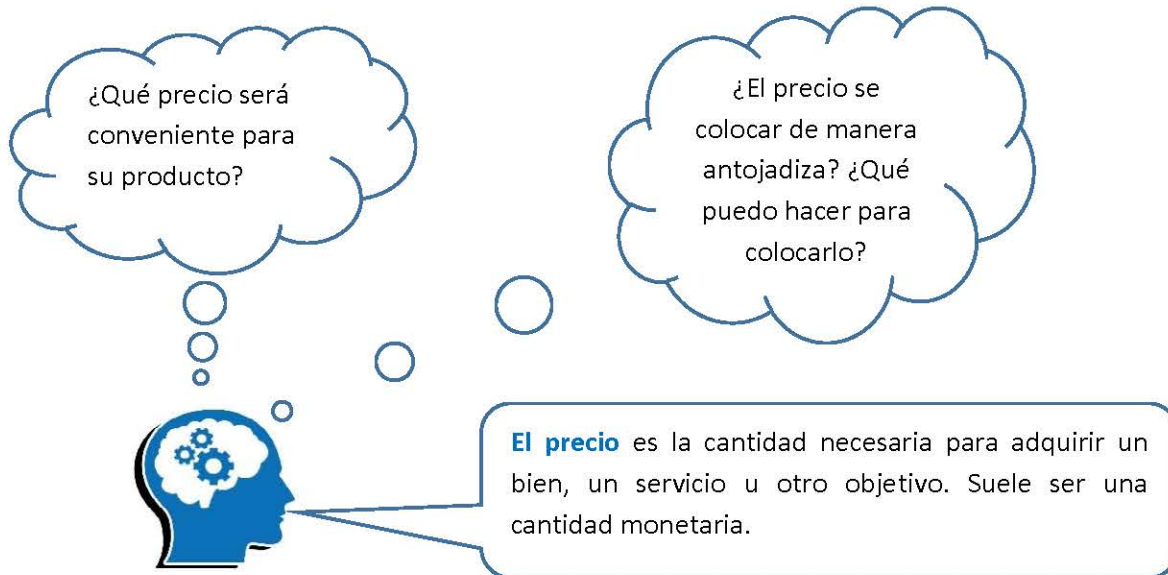 ¿Qué precio será
conveniente para
su producto?
¿El precio se
colocar de manera
antojadiza? ¿Qué
puedo hacer para
colocarlo?
El precio es la cantidad necesaria para adquirir un
bien, un servicio u otro objetivo. Suele ser una
cantidad monetaria.